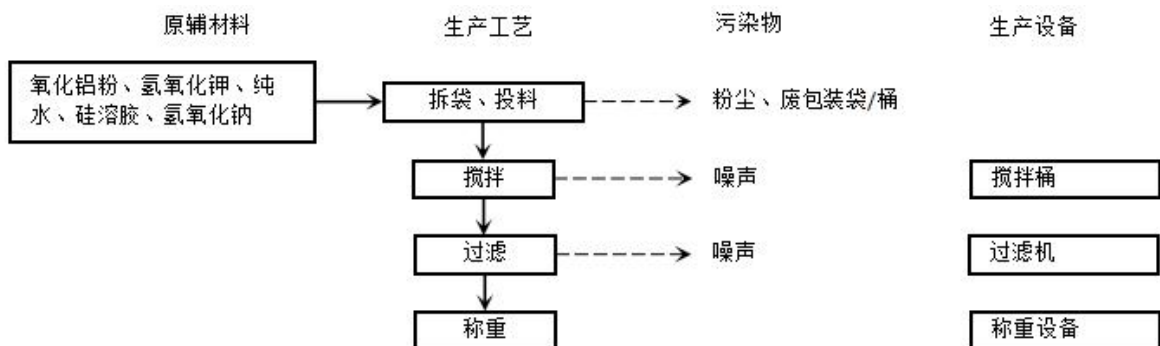 原辅材料 生产工艺 污染物 生产设备
氧化铝粉、氢氧化钾、纯
水、硅溶胶、氢氧化钠
拆袋、投料
粉尘、废包装袋/桶
搅拌
噪声
搅拌桶
过滤
噪声
过滤机
称重
称重设备